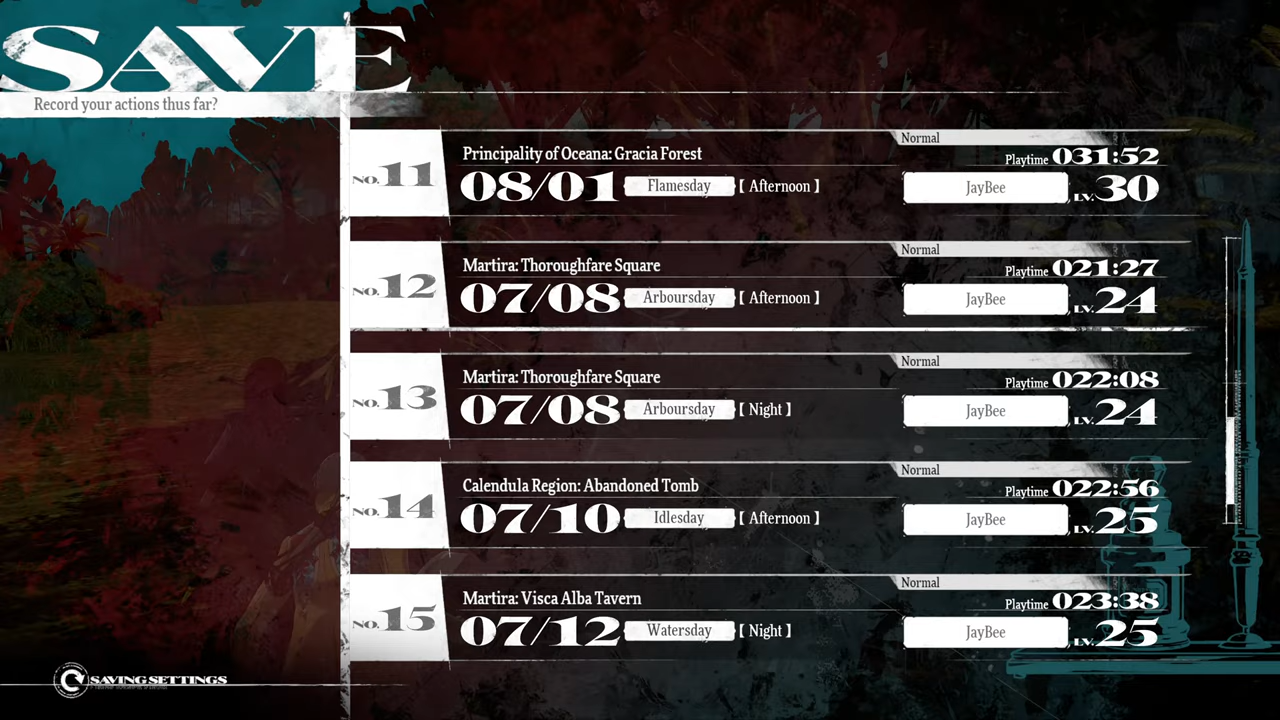 SAVE
Record your actions thus far?
NO. 11
Principality of Oceana: Gracia Forest
08/01 Flamesday [ Afternoon ]
Normal
Playtime 031:52
JayBee LV. 30
NO. 12
Martira: Thoroughfare Square
07/08 Arboursday [ Afternoon ]
Normal
Playtime 021:27
JayBee LV. 24
NO. 13
Martira: Thoroughfare Square
07/08 Arboursday [ Night ]
Normal
Playtime 022:08
JayBee LV. 24
NO. 14
Calendula Region: Abandoned Tomb
07/10 Idlesday [ Afternoon ]
Normal
Playtime 022:56
JayBee LV. 25
NO. 15
Martira: Visca Alba Tavern
07/12 Watersday [ Night ]
Normal
Playtime 023:38
JayBee LV. 25
SAVING SETTINGS